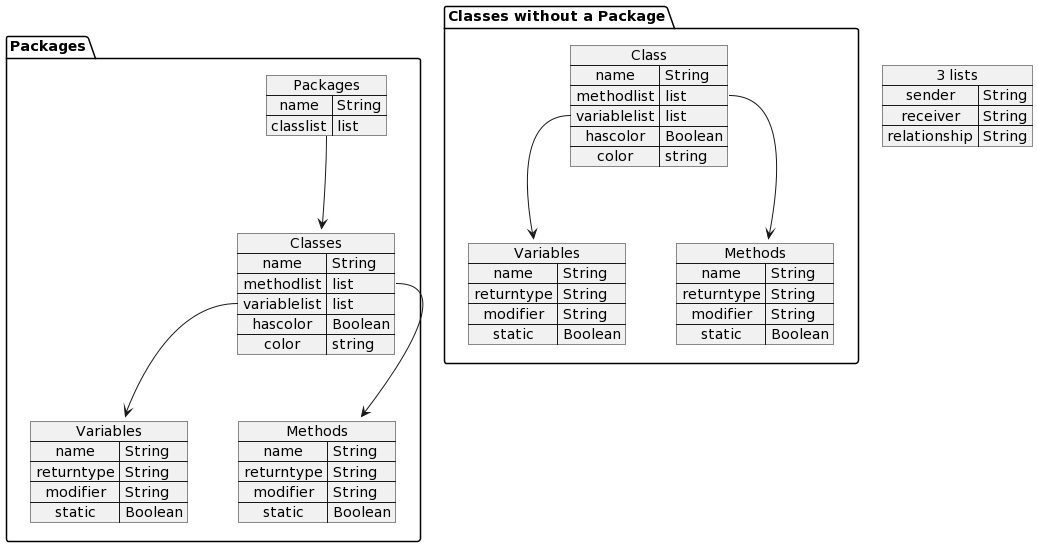 Packages
Packages
name String
classlist list
Classes
name String
methodlist list
variablelist list
hascolor Boolean
color string
Variables
name String
returntype String
modifier String
static Boolean
Methods
name String
returntype String
modifier String
static Boolean
Classes without a Package
Class
name String
methodlist list
variablelist list
hascolor Boolean
color string
Variables
name String
returntype String
modifier String
static Boolean
Methods
name String
returntype String
modifier String
static Boolean
3 lists
sender String
receiver String
relationship String